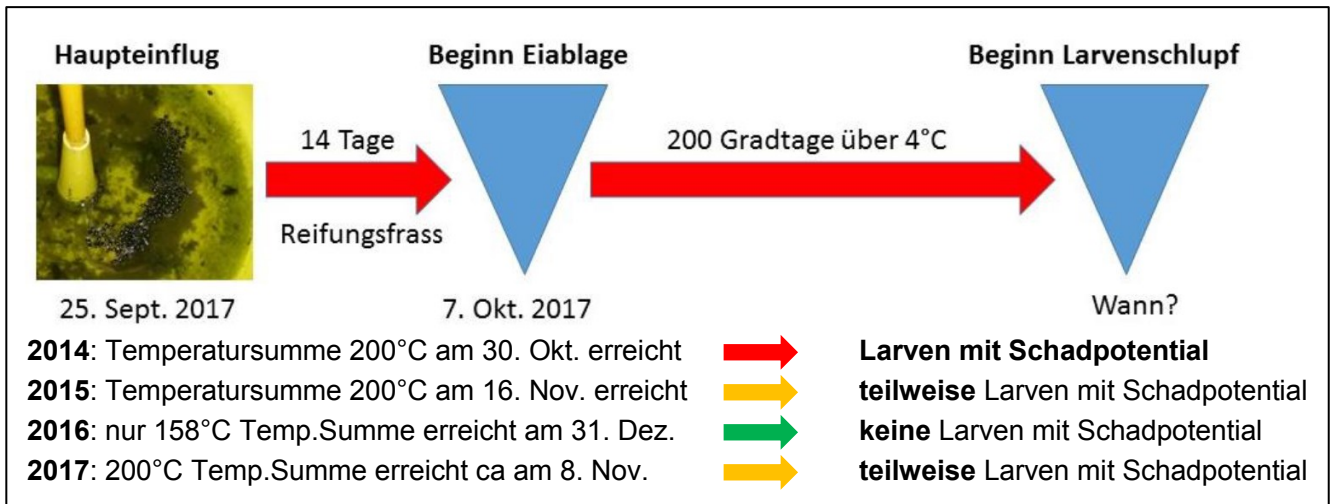 Haupteinflug
Beginn Eiablage
Beginn Larvenschlupf
14 Tage
200 Gradtage über 4°C
Reifungsfrass
25. Sept. 2017
7. Okt. 2017
Wann?
2014: Temperatursumme 200°C am 30. Okt. erreicht Larven mit Schadpotential
2015: Temperatursumme 200°C am 16. Nov. erreicht teilweise Larven mit Schadpotential
2016: nur 158°C Temp.Summe erreicht am 31. Dez. keine Larven mit Schadpotential
2017: 200°C Temp.Summe erreicht ca am 8. Nov. teilweise Larven mit Schadpotential